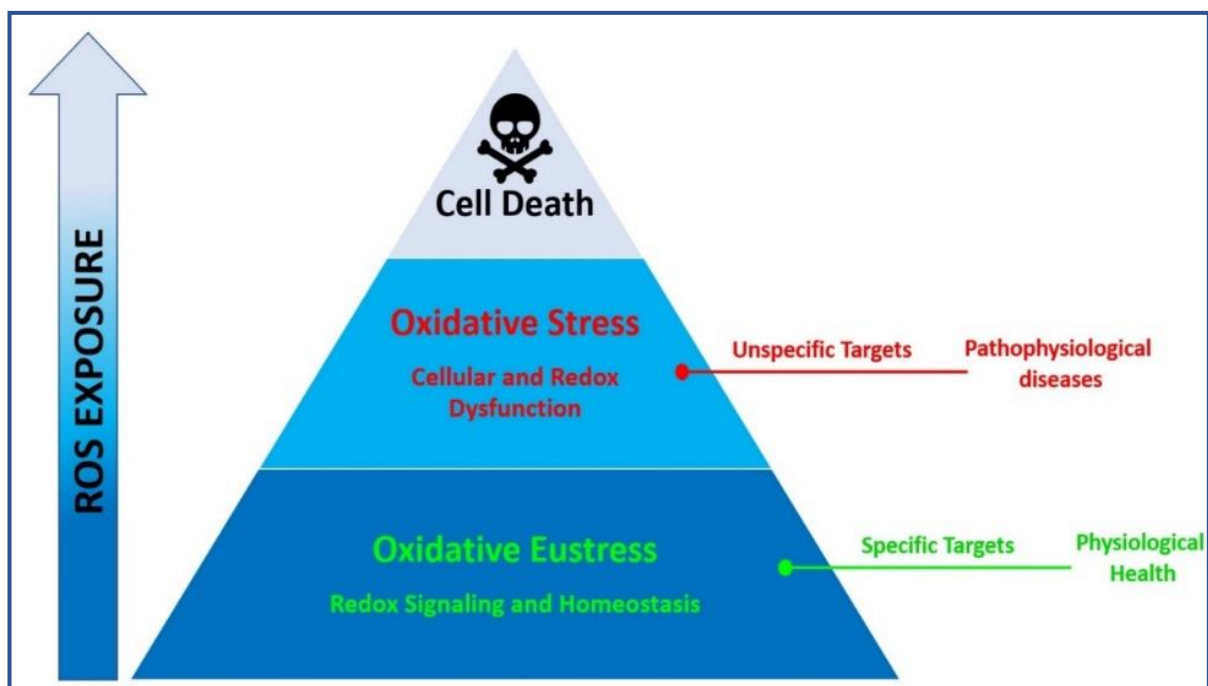 ROS EXPOSURE
Cell Death
Oxidative Stress
Cellular and Redox
Dysfunction
Unspecific Targets
Pathophysiological
diseases
Oxidative Eustress
Redox Signaling and Homeostasis
Specific Targets
Physiological
Health